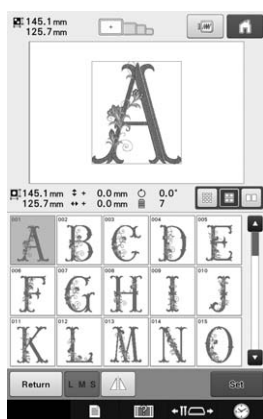 145.1 mm
125.7 mm
145.1 mm + 0.0 mm 0.0°
125.7 mm + 0.0 mm 7
001 002 003 004 005
A B C D E
006 007 008 009 010
F G H I J
011 012 013 014 015
K L M N O
Return L M S Set